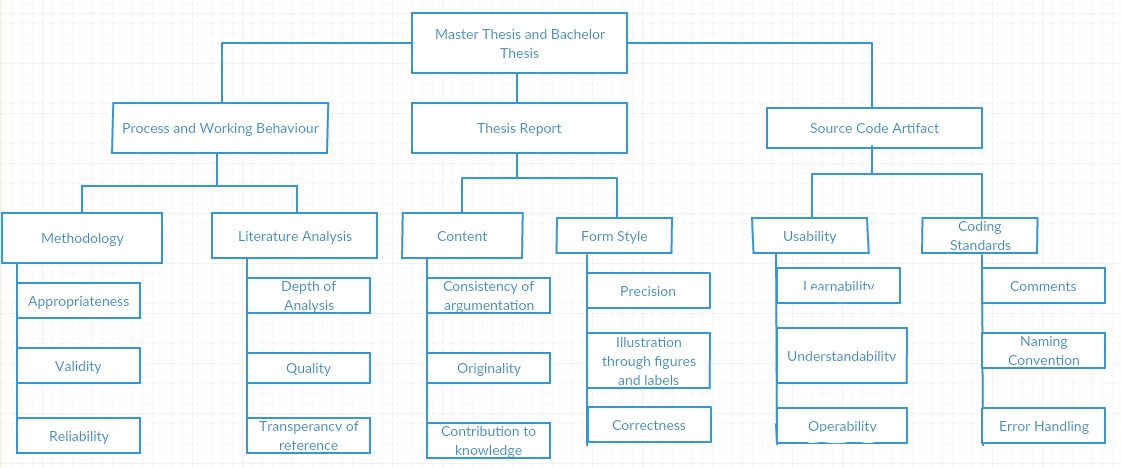 Master Thesis and Bachelor
Thesis
Process and Working Behaviour
Thesis Report
Source Code Artifact
Methodology
Literature Analysis
Content
Form Style
Usability
Coding
Standards
Appropriateness
Validity
Reliability
Depth of
Analysis
Quality
Transperancy of
reference
Consistency of
argumentation
Originality
Contribution to
knowledge
Precision
Illustration
through figures
and labels
Correctness
Learnability
Understandability
Operability
Comments
Naming
Convention
Error Handling